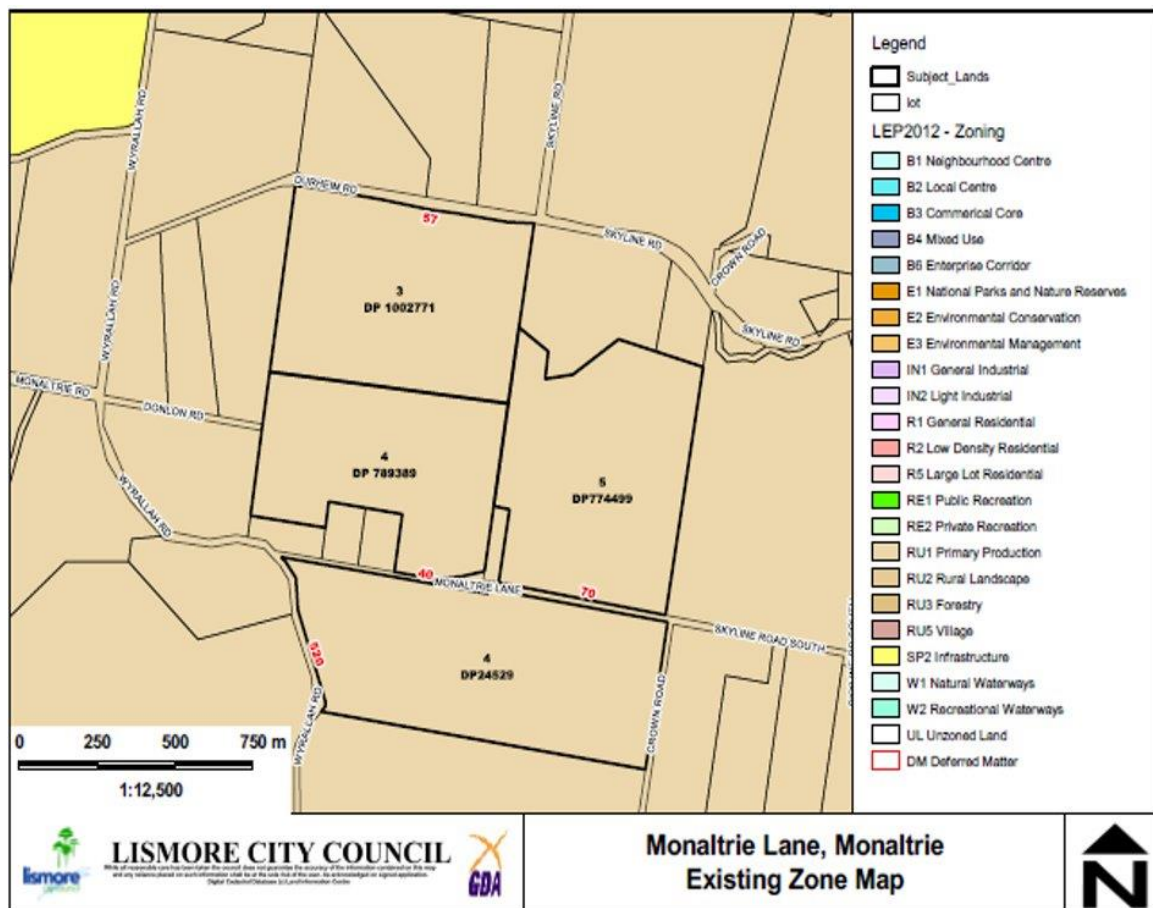 WYRALLAH RD
SKYLINE RD
DURHEIM RD
57
SKYLINE RD
CROWN ROAD
3
DP 1002771
SKYLINE RD
WYRALLAH RD
MONALTRIE RD
DONLON RD
4
DP 789389
5
DP774499
WYRALLAH RD
40
MONALTRIE LANE
70
SKYLINE ROAD SOUTH
520
4
DP24529
WYRALLAH RD
CROWN ROAD
0 250 500 750 m
1:12,500
Legend
Subject_Lands
lot
LEP2012 - Zoning
B1 Neighbourhood Centre
B2 Local Centre
B3 Commerical Core
B4 Mixed Use
B6 Enterprise Corridor
E1 National Parks and Nature Reserves
E2 Environmental Conservation
E3 Environmental Management
IN1 General Industrial
IN2 Light Industrial
R1 General Residential
R2 Low Density Residential
R5 Large Lot Residential
RE1 Public Recreation
RE2 Private Recreation
RU1 Primary Production
RU2 Rural Landscape
RU3 Forestry
RU5 Village
SP2 Infrastructure
W1 Natural Waterways
W2 Recreational Waterways
UL Unzoned Land
DM Deferred Matter
lismore
LISMORE CITY COUNCIL
GDA
Monaltrie Lane, Monaltrie
Existing Zone Map
N